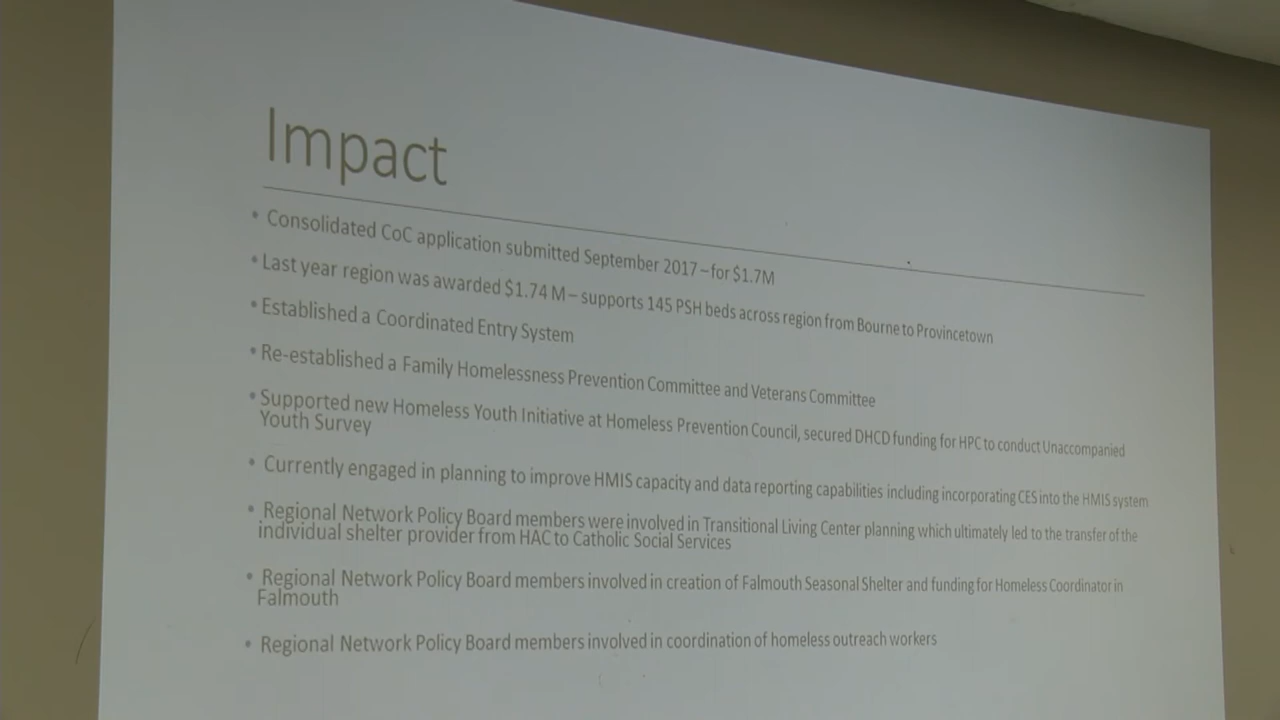 Impact
• Consolidated CoC application submitted September 2017 – for $1.7M
• Last year region was awarded $1.74 M – supports 145 PSH beds across region from Bourne to Provincetown
• Established a Coordinated Entry System
• Re-established a Family Homelessness Prevention Committee and Veterans Committee
• Supported new Homeless Youth Initiative at Homeless Prevention Council, secured DHCD funding for HPC to conduct Unaccompanied
Youth Survey
• Currently engaged in planning to improve HMIS capacity and data reporting capabilities including incorporating CES into the HMIS system
• Regional Network Policy Board members were involved in Transitional Living Center planning which ultimately led to the transfer of the
individual shelter provider from HAC to Catholic Social Services
• Regional Network Policy Board members involved in creation of Falmouth Seasonal Shelter and funding for Homeless Coordinator in
Falmouth
• Regional Network Policy Board members involved in coordination of homeless outreach workers